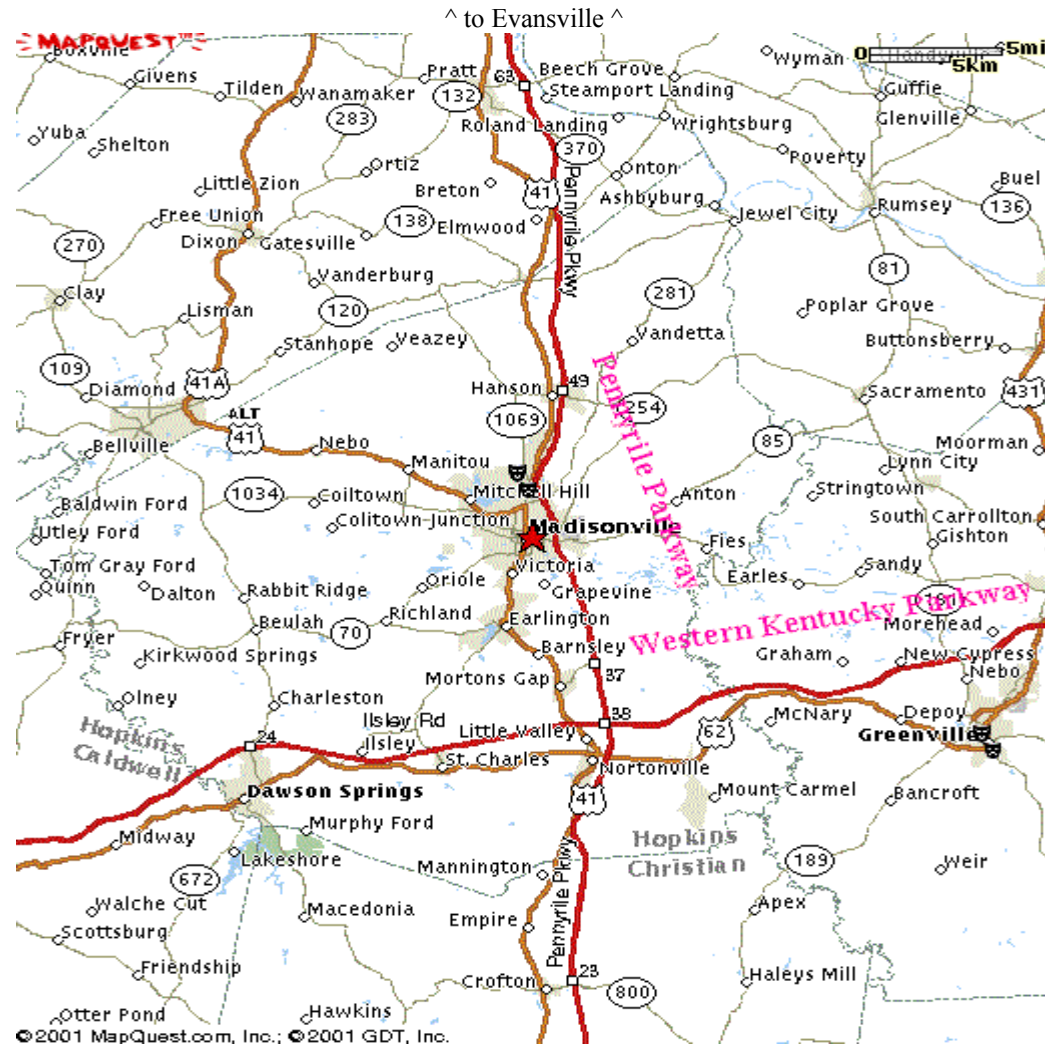 ^ to Evansville ^
MAPQUEST
Boxville
Pratt
63
Beech Grove
Wyman
0
5mi
5km
Givens
Tilden
Wanamaker
132
Steamport Landing
Guffie
283
Roland Landing
Wrightsburg
Glenville
Yuba
Shelton
370
Poverty
Ortiz
Onton
Little Zion
Breton
41
Pennyrile Pkwy
Ashbyburg
Buel
136
Free Union
138
Elmwood
Jewel City
Rumsey
270
Dixon
Gatesville
81
Vanderburg
Clay
281
Poplar Grove
Lisman
120
Stanhope
Veazey
Vandetta
Buttonsberry
109
Pennyrile Parkway
Diamond
41A
Hanson
49
Sacramento
431
ALT
41
1069
254
85
Bellville
Nebo
Moorman
Manitou
Lynn City
1034
Coiltown
Mitchell Hill
Anton
Stringtown
Baldwin Ford
Colitown Junction
Madisonville
South Carrollton
Utley Ford
Fies
Gishton
Tom Gray Ford
Victoria
Sandy
Quinn
Dalton
Rabbit Ridge
Oriole
Grapevine
Earles
Richland
Western Kentucky Parkway
Fryer
Beulah
70
Earlington
Morehead
Kirkwood Springs
Barnsley
Graham
New Cypress
37
Nebo
Olney
Charleston
Mortons Gap
Ilsley Rd
38
McNary
Depoy
Hopkins
Caldwell
24
Ilsley
Little Valley
62
Greenville
St. Charles
Nortonville
Dawson Springs
41
Mount Carmel
Bancroft
Murphy Ford
Midway
Hopkins
Christian
Lakeshore
Mannington
189
Weir
672
Pennyrile Pkwy
Walche Cut
Macedonia
Empire
Apex
Scottsburg
Friendship
23
Haleys Mill
Crofton
800
Otter Pond
Hawkins
©2001 MapQuest.com, Inc.; ©2001 GDT, Inc.